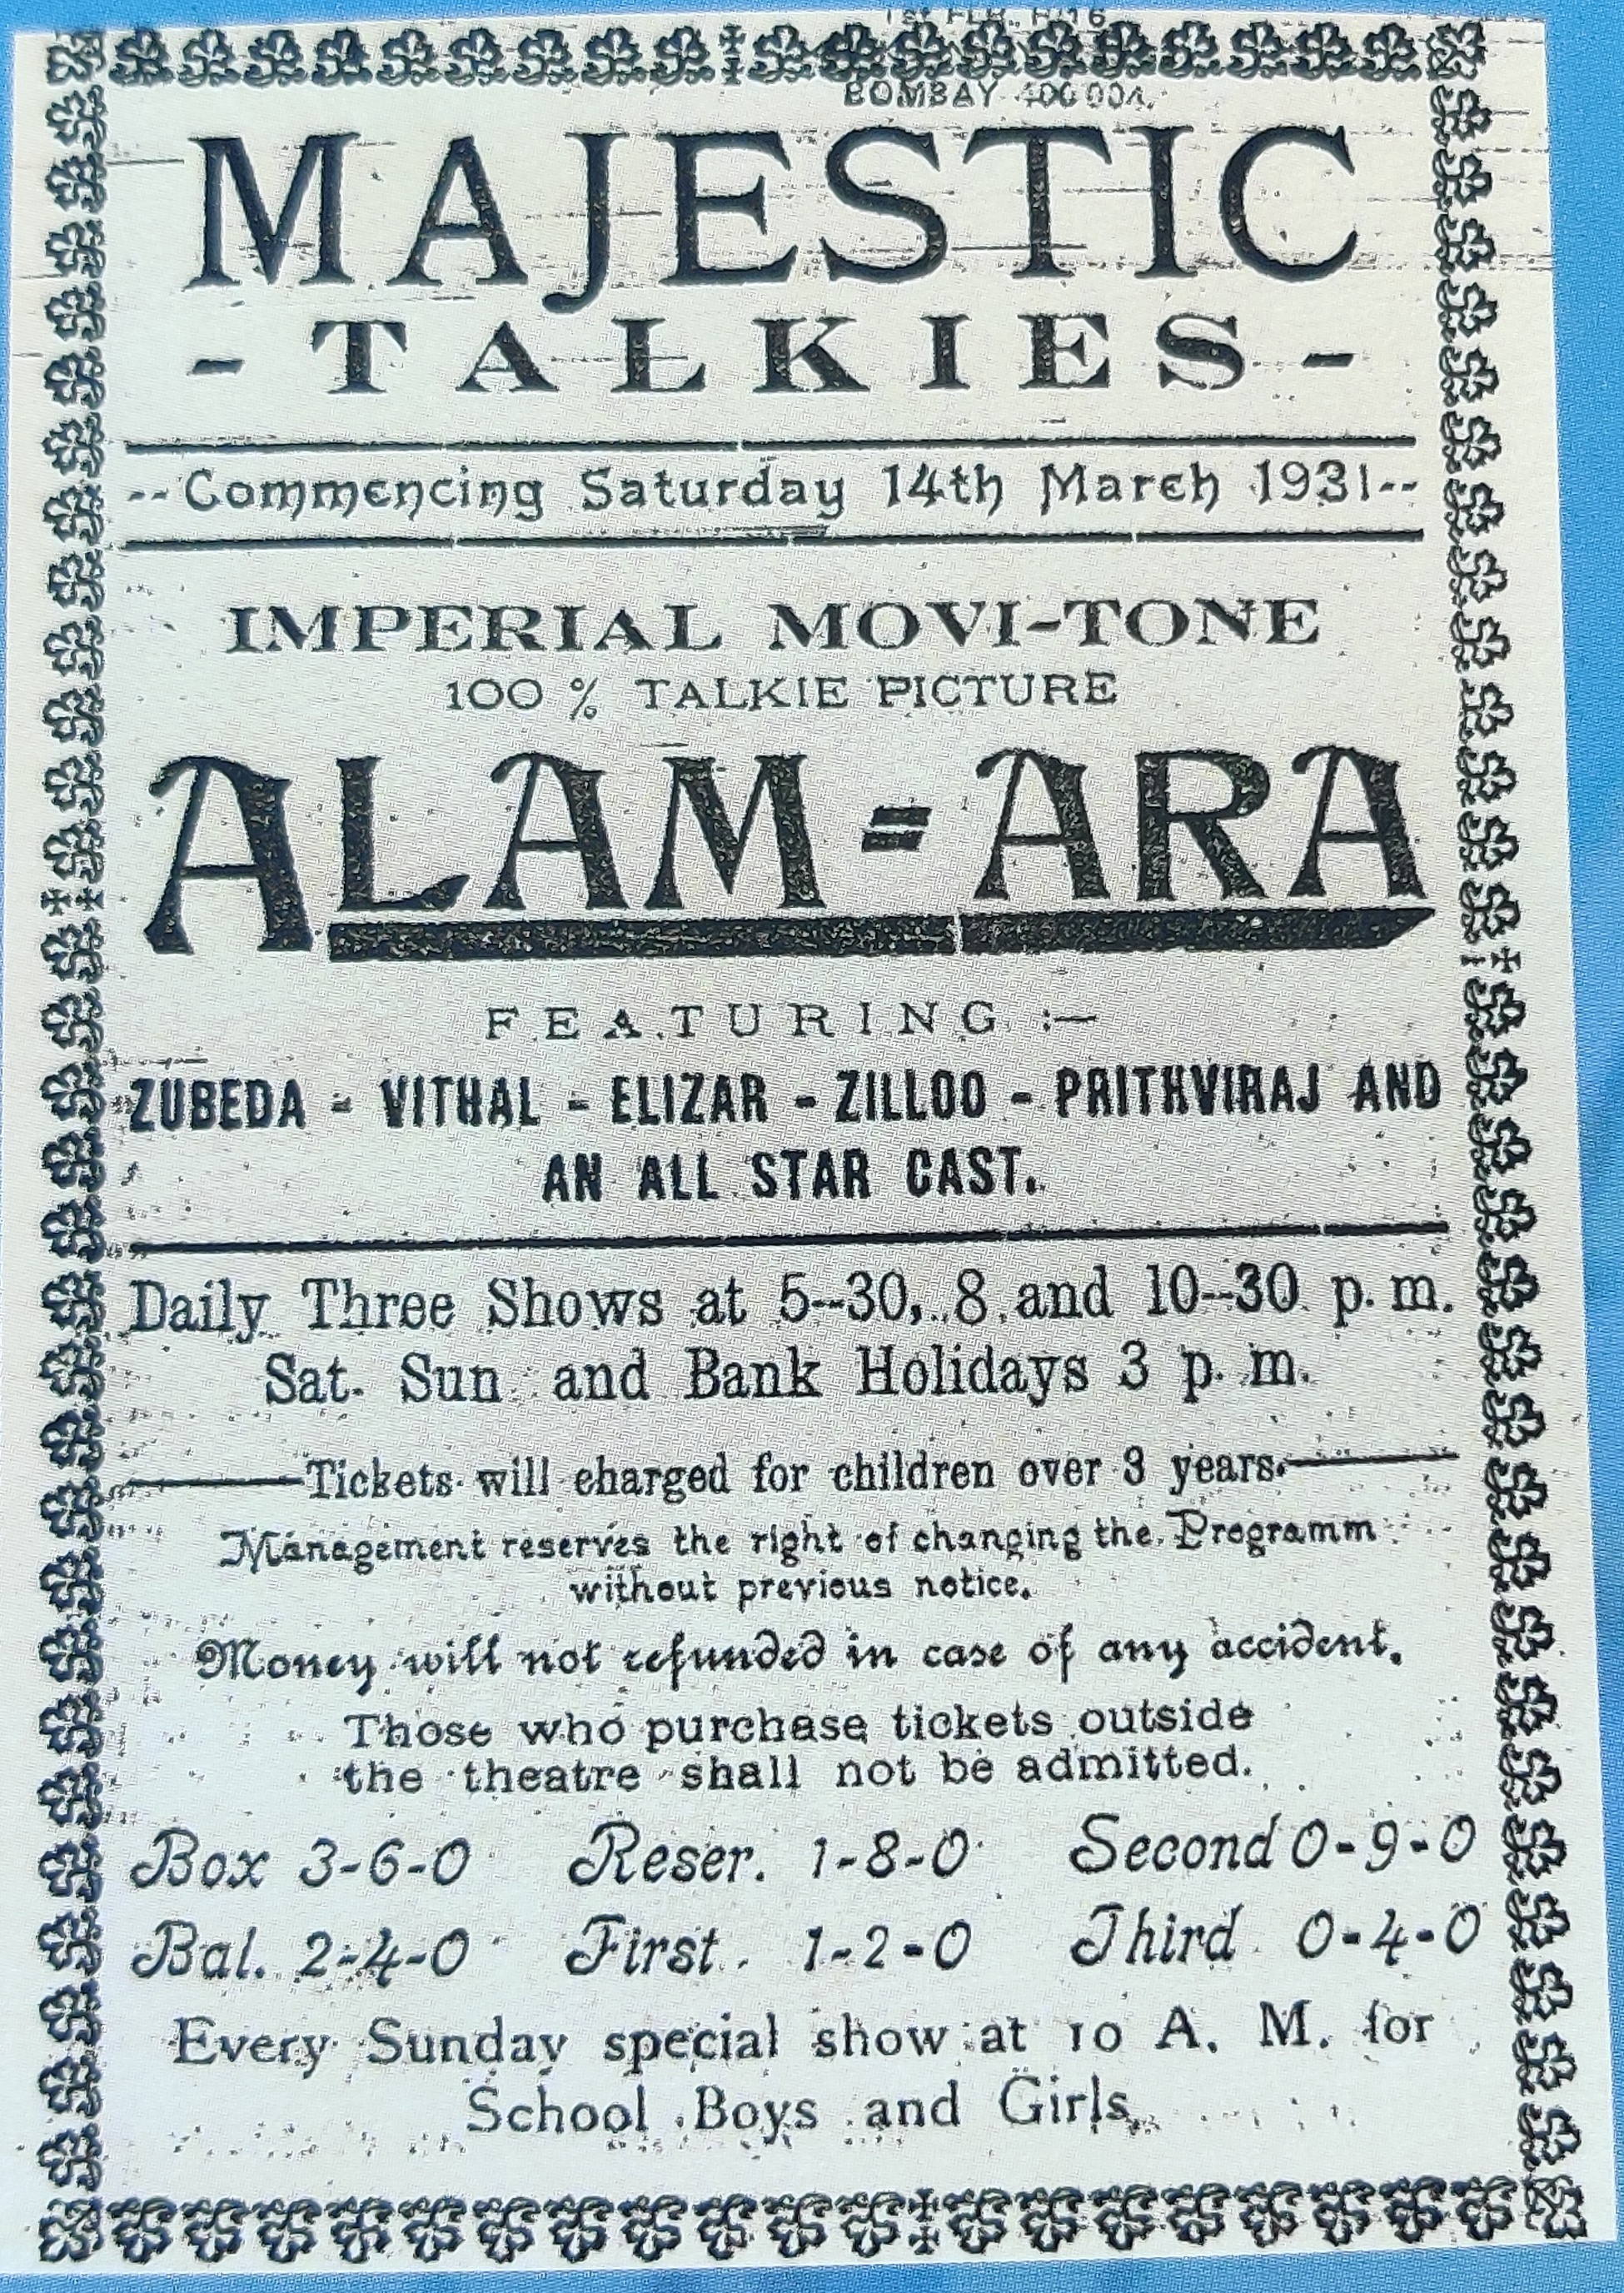 BOMBAY 400 004.
MAJESTIC
- TALKIES -
-- Commencing Saturday 14th March 1931 --
IMPERIAL MOVI-TONE
100 % TALKIE PICTURE
ALAM = ARA
FEATURING :—
ZUBEDA - VITHAL - ELIZAR - ZILLOO - PRITHVIRAJ AND
AN ALL STAR CAST.
Daily Three Shows at 5--30, 8 and 10--30 p. m.
Sat. Sun and Bank Holidays 3 p. m.
Tickets will eharged for children over 3 years.
Management reserves the right of changing the Programm
without previous notice.
Money will not refunded in case of any accident.
Those who purchase tickets outside
the theatre shall not be admitted.
Box 3-6-0 Reser. 1-8-0 Second 0-9-0
Bal. 2-4-0 First. 1-2-0 Third 0-4-0
Every Sunday special show at 10 A. M. for
School Boys and Girls